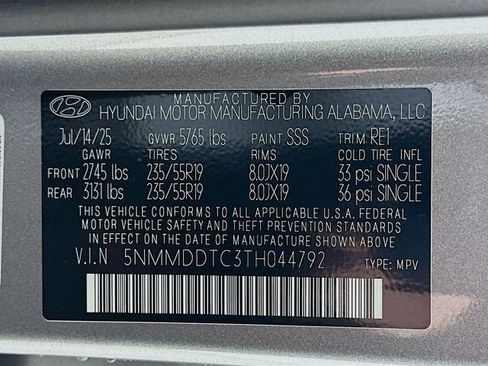 MANUFACTURED BY
HYUNDAI MOTOR MANUFACTURING ALABAMA, LLC
Jul/14/25 GVWR 5765 lbs PAINT SSS TRIM RE1
GAWR TIRES RIMS COLD TIRE INFL
FRONT 2745 lbs 235/55R19 8.0JX19 33 psi SINGLE
REAR 3131 lbs 235/55R19 8.0JX19 36 psi SINGLE
THIS VEHICLE CONFORMS TO ALL APPLICABLE U.S.A. FEDERAL
MOTOR VEHICLE SAFETY AND THEFT PREVENTION STANDARDS
IN EFFECT ON THE DATE OF MANUFACTURE SHOWN ABOVE.
V.I.N 5NMMDDTC3TH044792 TYPE: MPV